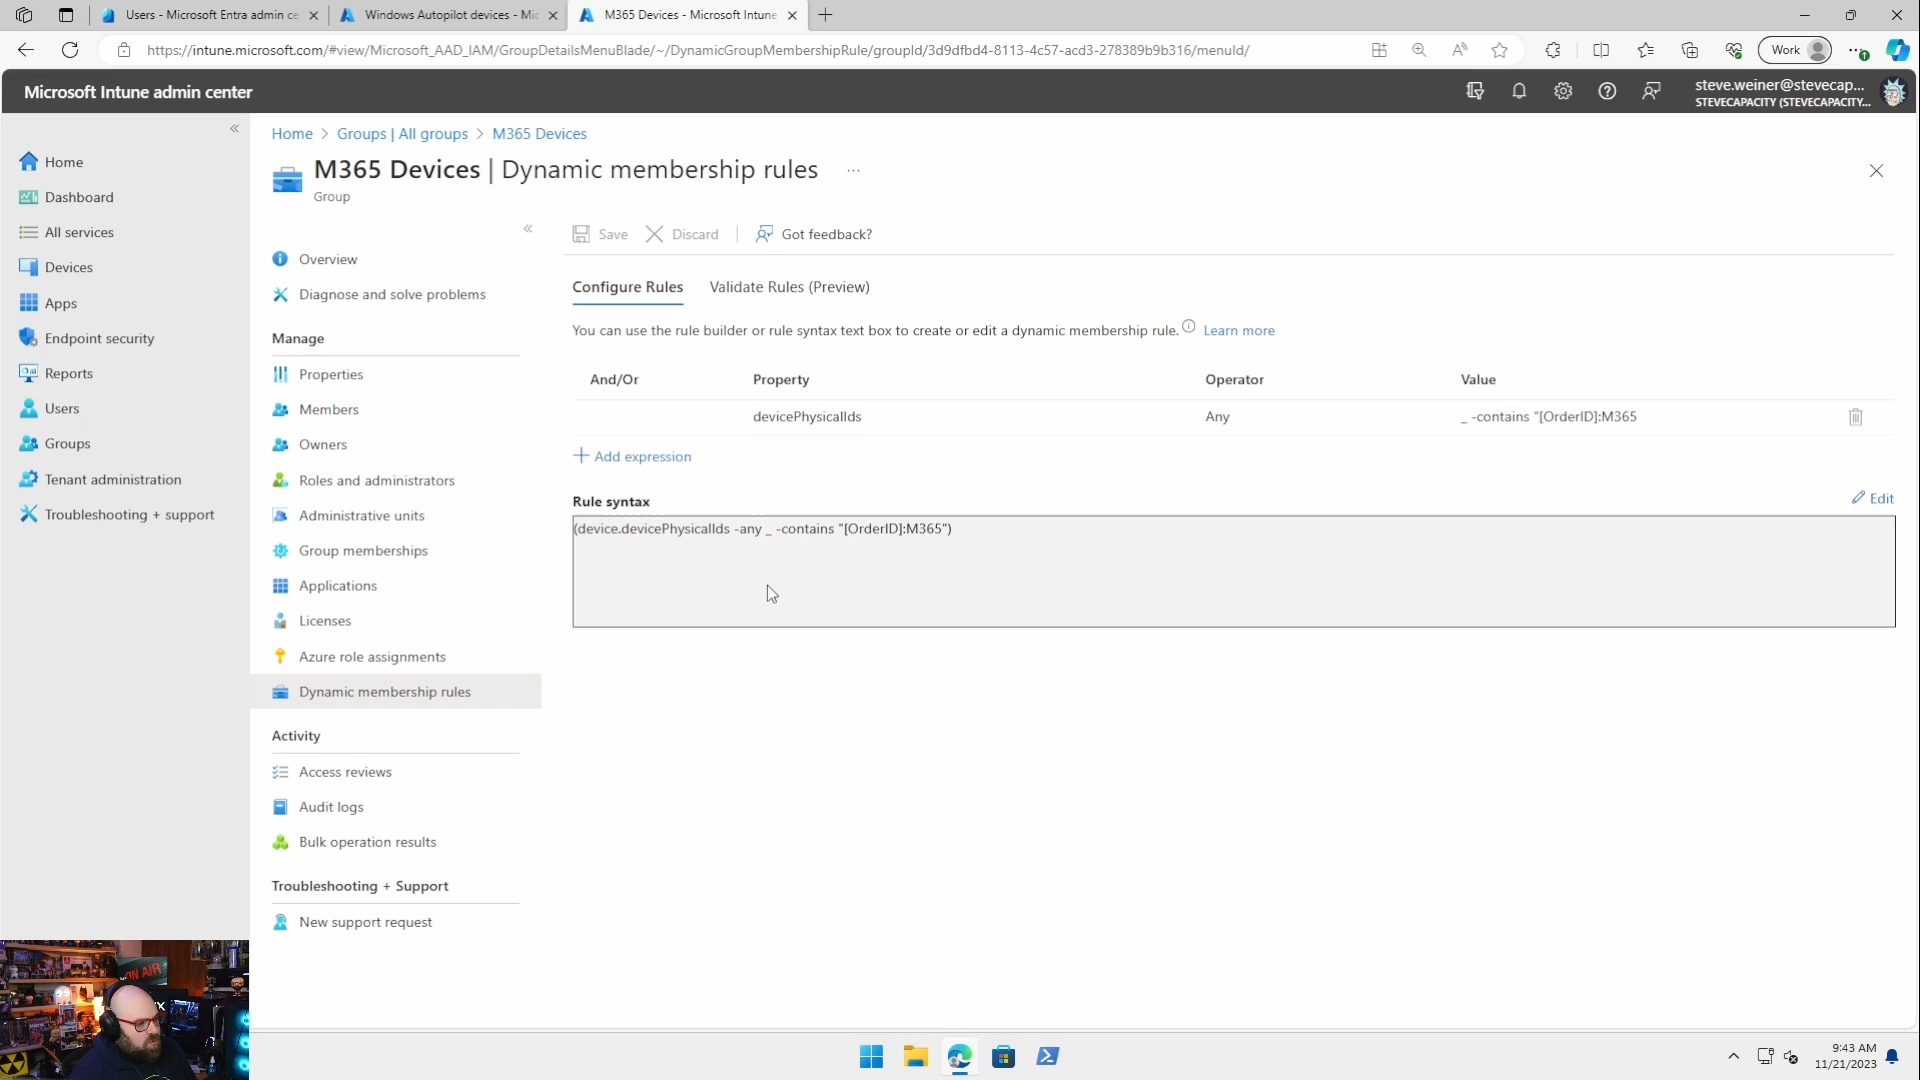 Users - Microsoft Entra admin ce
Windows Autopilot devices - Mic
M365 Devices - Microsoft Intune
https://intune.microsoft.com/#view/Microsoft_AAD_IAM/GroupDetailsMenuBlade/~/DynamicGroupMembershipRule/groupId/3d9dfbd4-8113-4c57-acd3-278389b9b316/menuId/
Work
Microsoft Intune admin center
steve.weiner@stevecap...
STEVECAPACITY (STEVECAPACITY,...
Home
Dashboard
All services
Devices
Apps
Endpoint security
Reports
Users
Groups
Tenant administration
Troubleshooting + support
Home > Groups | All groups > M365 Devices
M365 Devices | Dynamic membership rules ...
Group
Overview
Diagnose and solve problems
Manage
Properties
Members
Owners
Roles and administrators
Administrative units
Group memberships
Applications
Licenses
Azure role assignments
Dynamic membership rules
Activity
Access reviews
Audit logs
Bulk operation results
Troubleshooting + Support
New support request
Save
Discard
Got feedback?
Configure Rules
Validate Rules (Preview)
You can use the rule builder or rule syntax text box to create or edit a dynamic membership rule. Learn more
And/Or Property Operator Value
devicePhysicalIds Any _ -contains "[OrderID]:M365
Add expression
Rule syntax
Edit
(device.devicePhysicalIds -any _ -contains "[OrderID]:M365")
ON AIR
9:43 AM
11/21/2023